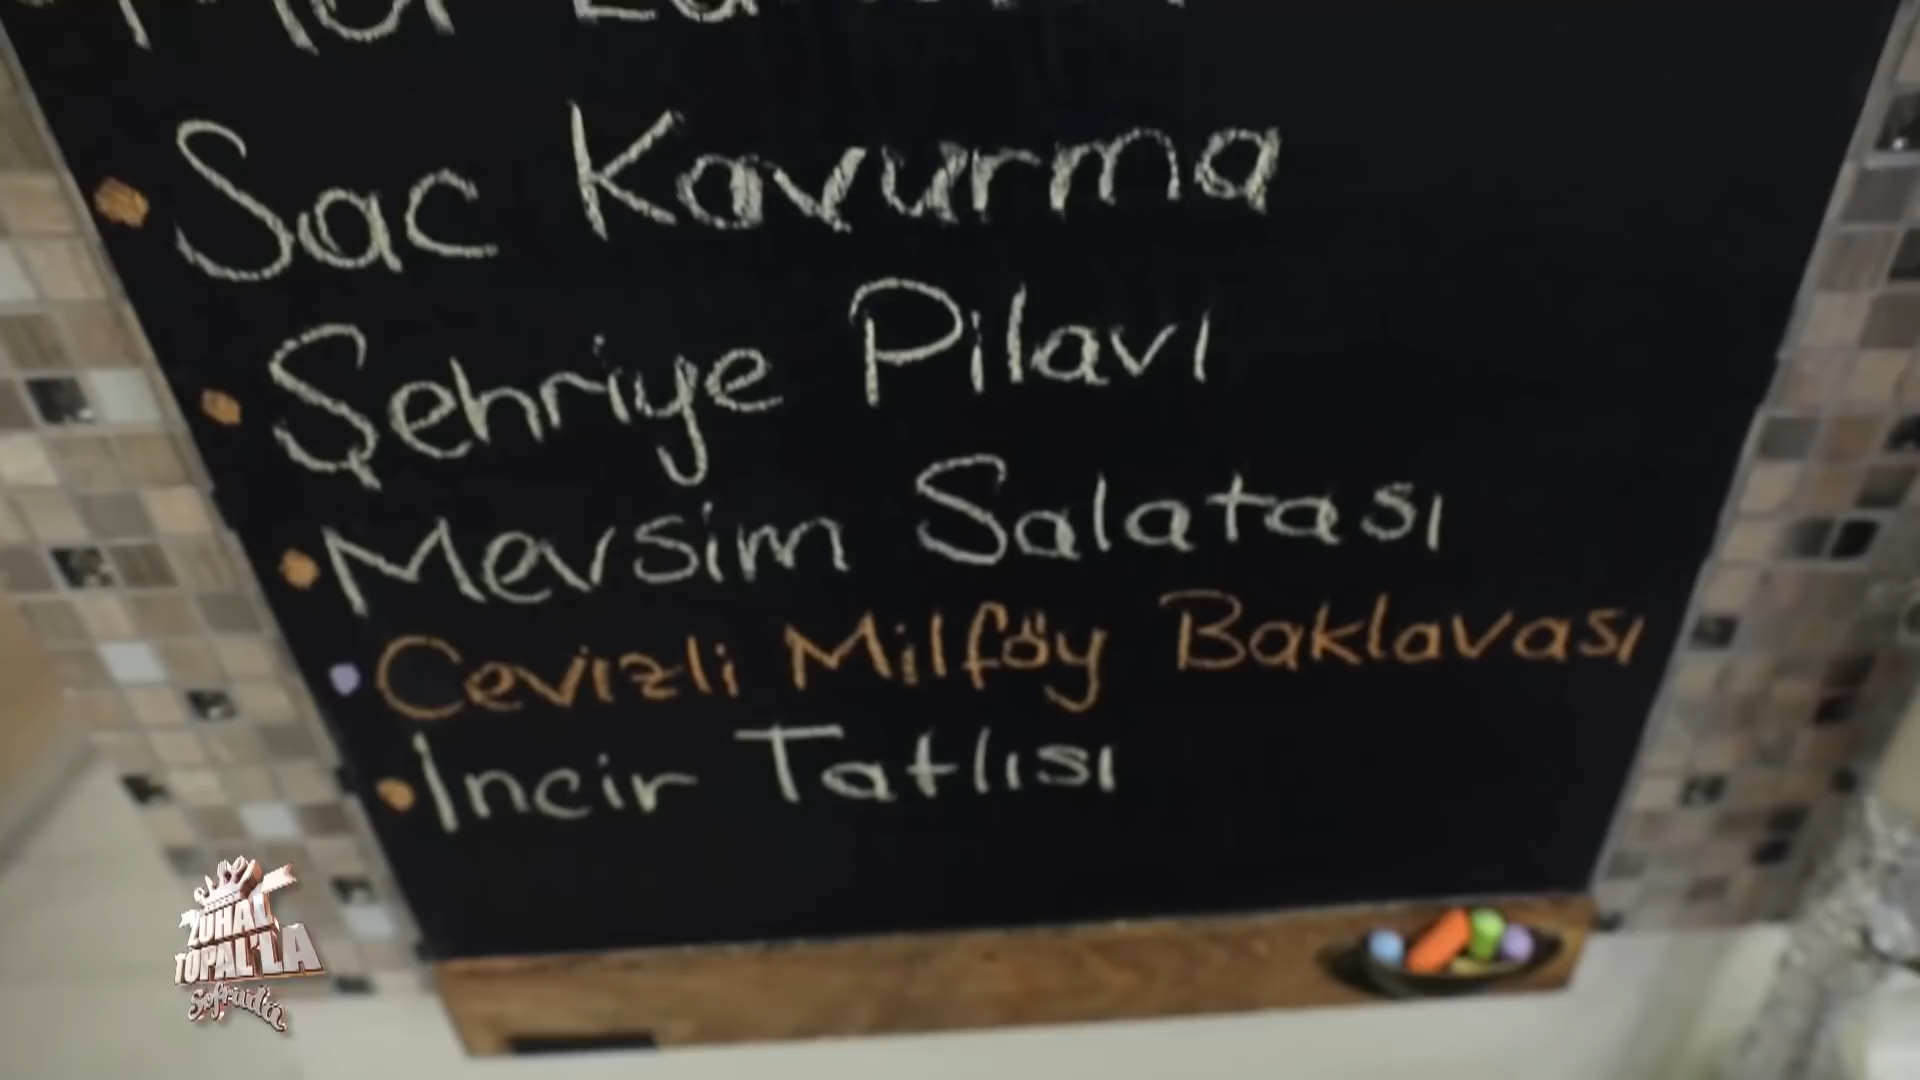 Sac Kavurma
Şehriye Pilavı
Mevsim Salatası
Cevizli Milföy Baklavası
İncir Tatlısı
ZUHAL
TOPAL'LA
Sofrada